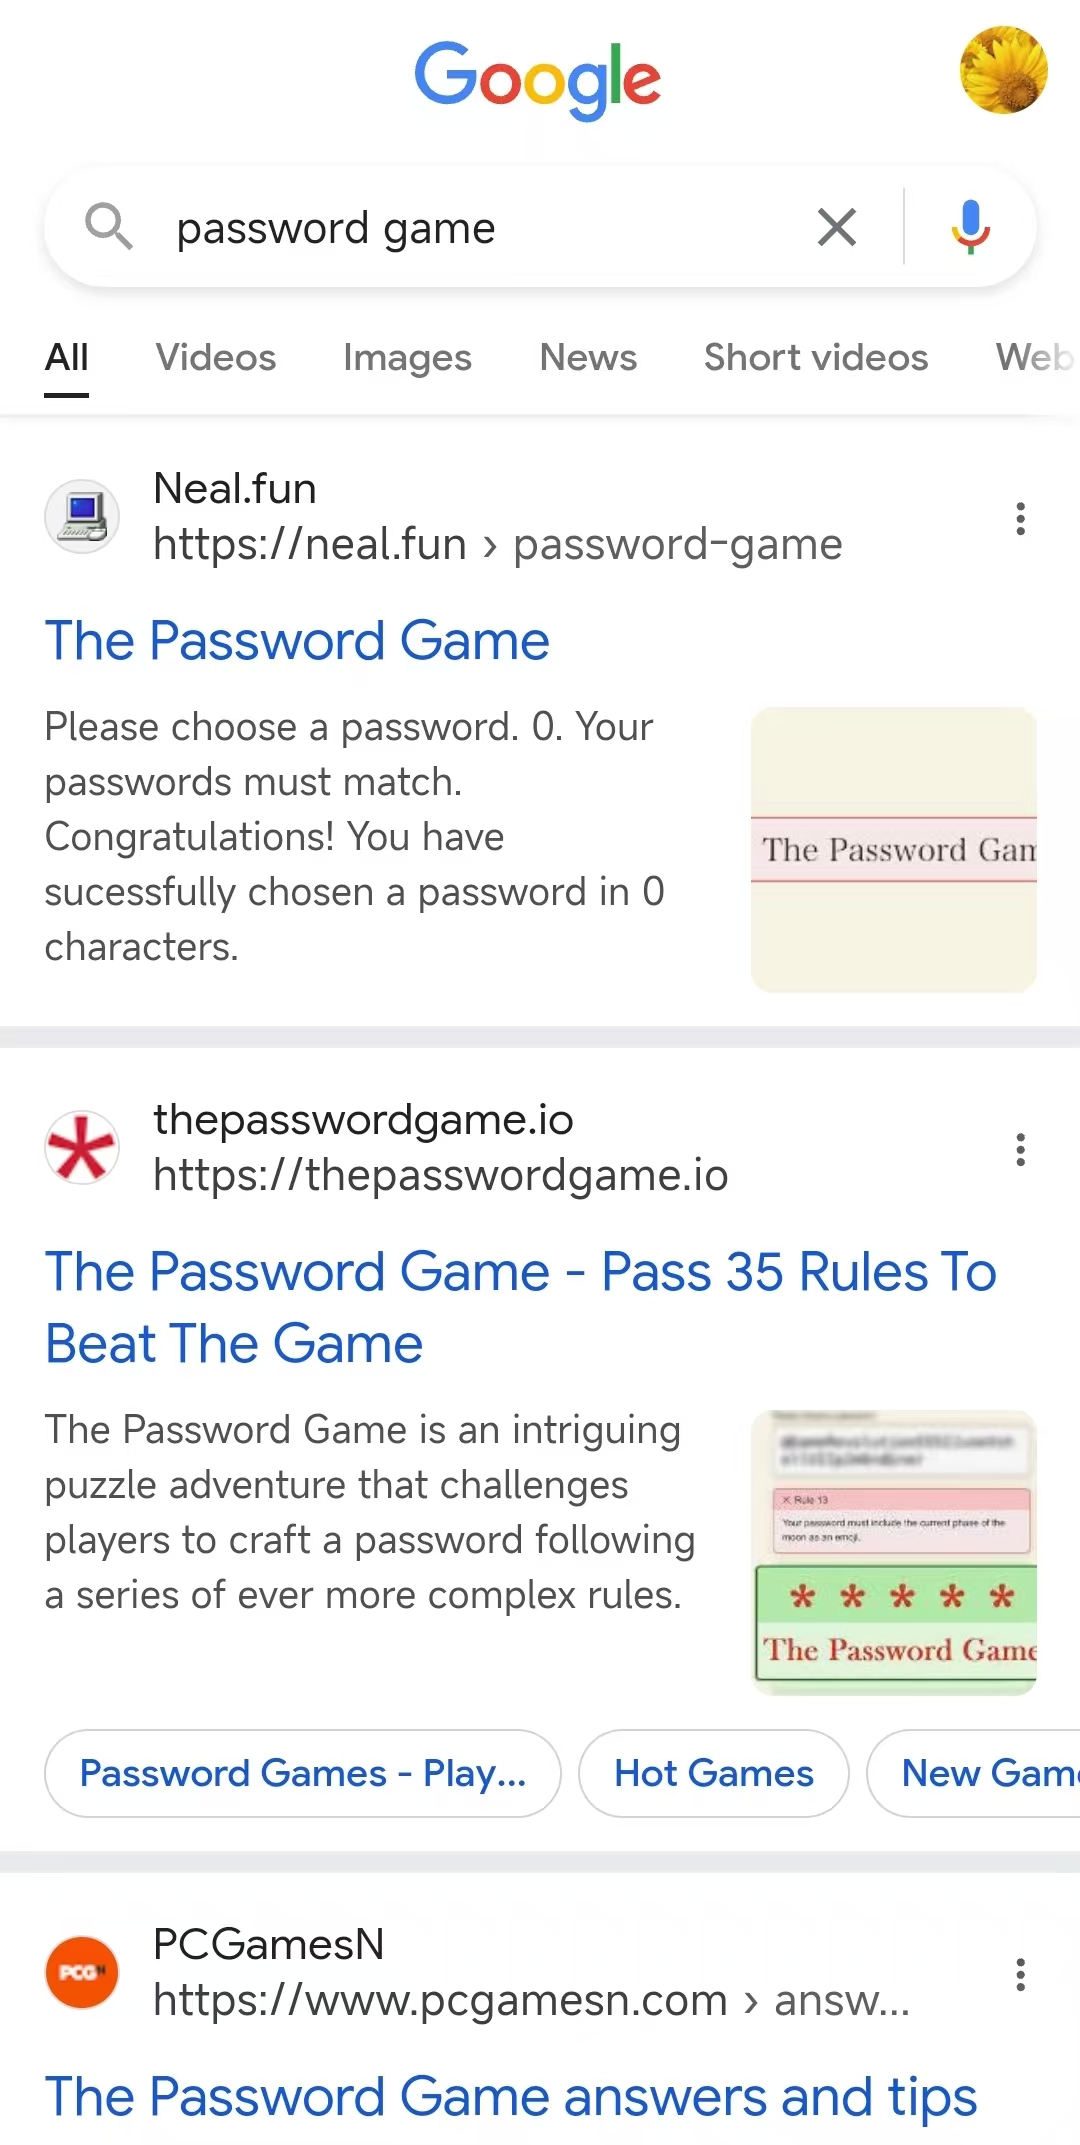 Google
password game
All Videos Images News Short videos Web
Neal.fun
https://neal.fun › password-game
The Password Game
Please choose a password. 0. Your
passwords must match.
Congratulations! You have
sucessfully chosen a password in 0
characters.
The Password Gam
thepasswordgame.io
https://thepasswordgame.io
The Password Game - Pass 35 Rules To
Beat The Game
The Password Game is an intriguing
puzzle adventure that challenges
players to craft a password following
a series of ever more complex rules.
× Rule 13
Your password must include the current phase of the
moon as an emoji.
* * * * *
The Password Game
Password Games - Play...
Hot Games
New Game
PCGN
PCGamesN
https://www.pcgamesn.com › answ...
The Password Game answers and tips